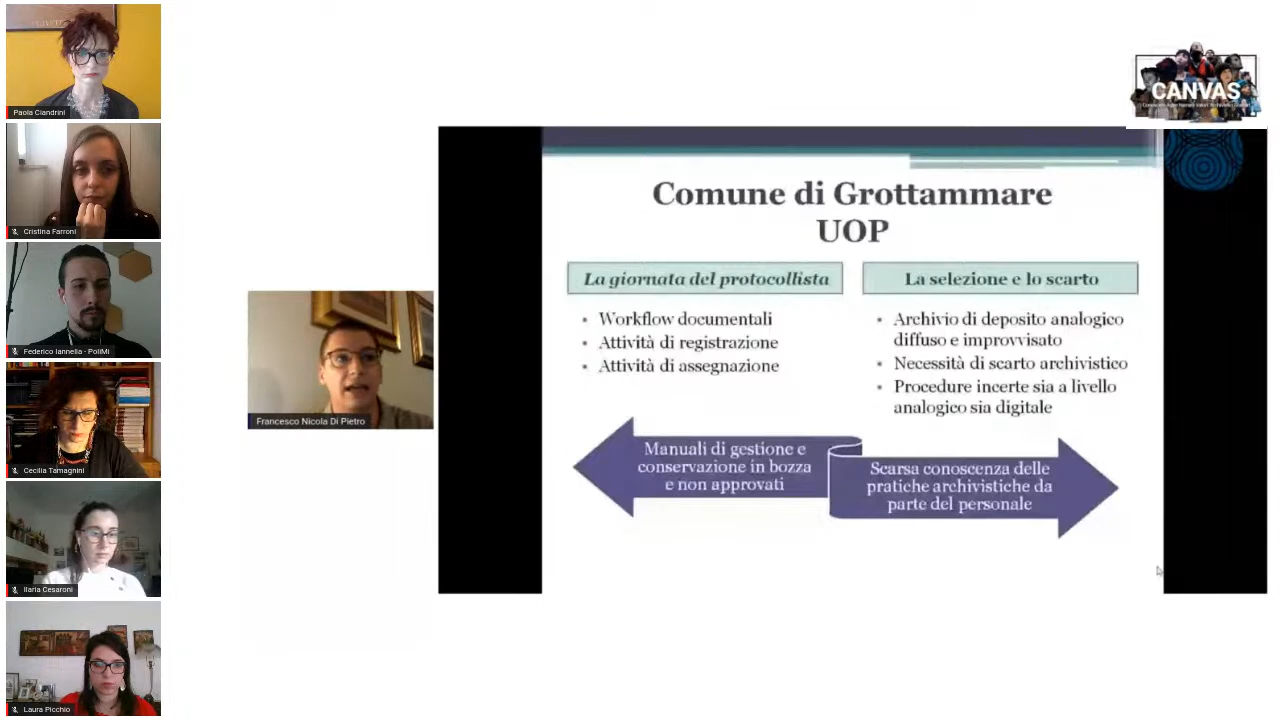 Paola Ciandrini
Cristina Farroni
Federico Iannella - PoliMi
Cecilia Tamagnini
Ilaria Cesaroni
Laura Picchio
Francesco Nicola Di Pietro
CANVAS
Comune di Grottammare
UOP
La giornata del protocollista
Workflow documentali
Attività di registrazione
Attività di assegnazione
La selezione e lo scarto
Archivio di deposito analogico
diffuso e improvvisato
Necessità di scarto archivistico
Procedure incerte sia a livello
analogico sia digitale
Manuali di gestione e
conservazione in bozza
e non approvati
Scarsa conoscenza delle
pratiche archivistiche da
parte del personale